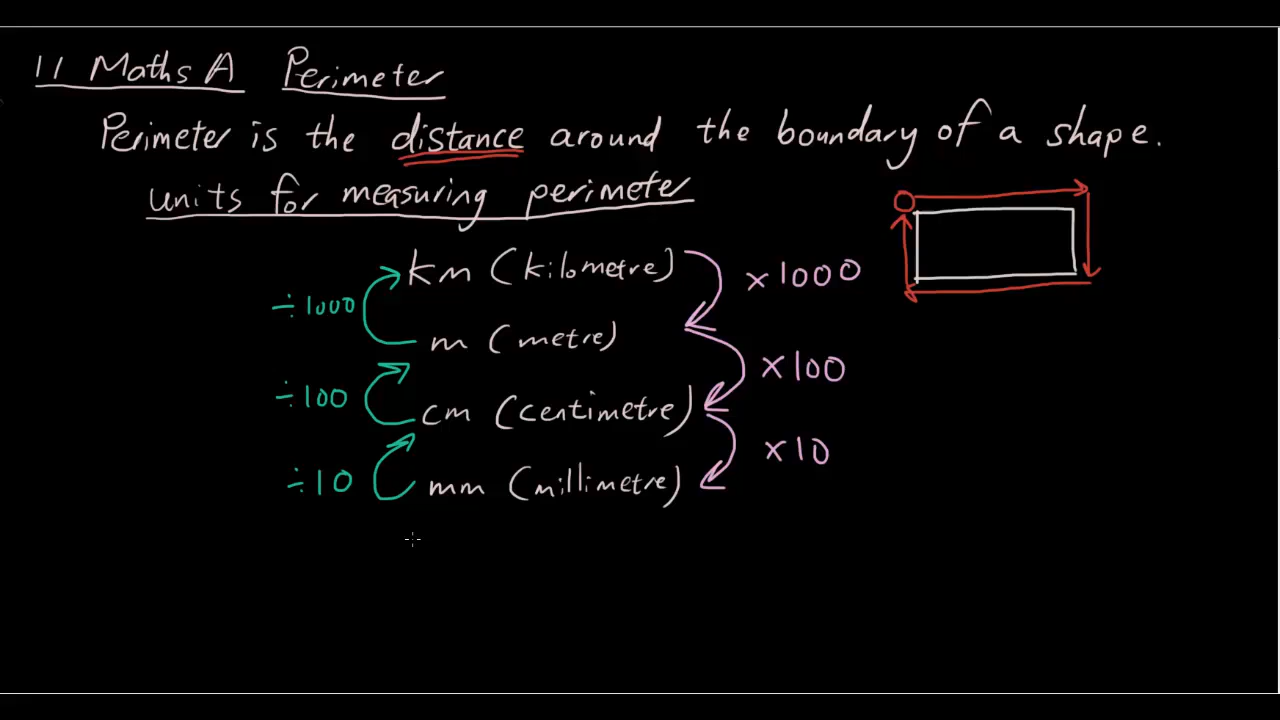 11 Maths A Perimeter
Perimeter is the distance around the boundary of a shape.
units for measuring perimeter
km (kilometre)
×1000
÷1000
m (metre)
×100
÷100
cm (centimetre)
×10
÷10
mm (millimetre)